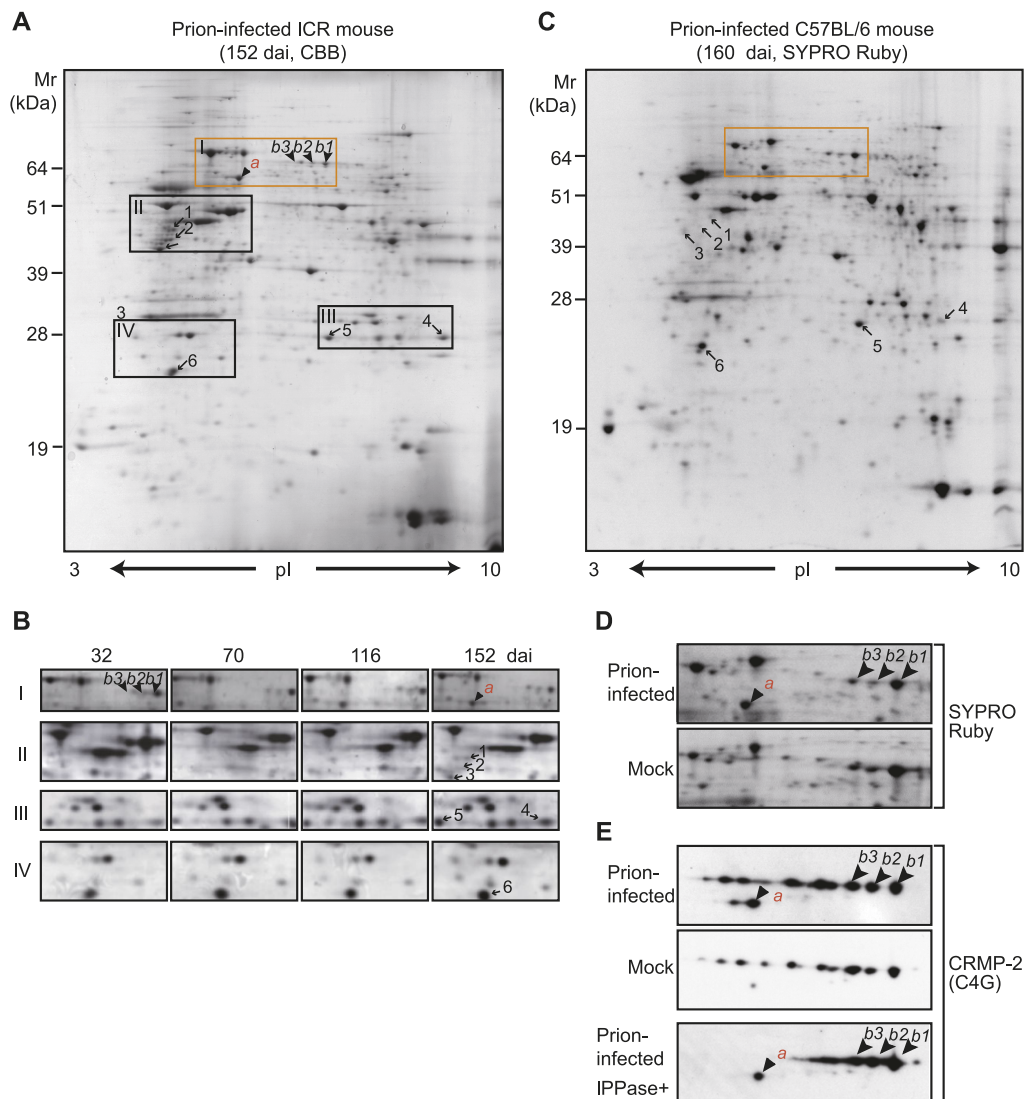 A
Prion-infected ICR mouse
(152 dai, CBB)
Mr
(kDa)
I
b3 b2 b1
a
64
II
51
1
2
39
3
IV
III
28
5
4
6
19
3
pI
10
C
Prion-infected C57BL/6 mouse
(160 dai, SYPRO Ruby)
Mr
(kDa)
64
51
1
2
3
39
28
4
5
6
19
3
pI
10
B
32
70
116
152 dai
I
b3 b2 b1
a
II
1
2
3
III
5
4
IV
6
D
Prion-
infected
b3 b2 b1
a
Mock
SYPRO
Ruby
E
Prion-
infected
b3 b2 b1
a
Mock
CRMP-2
(C4G)
Prion-
infected
IPPase+
b3 b2 b1
a